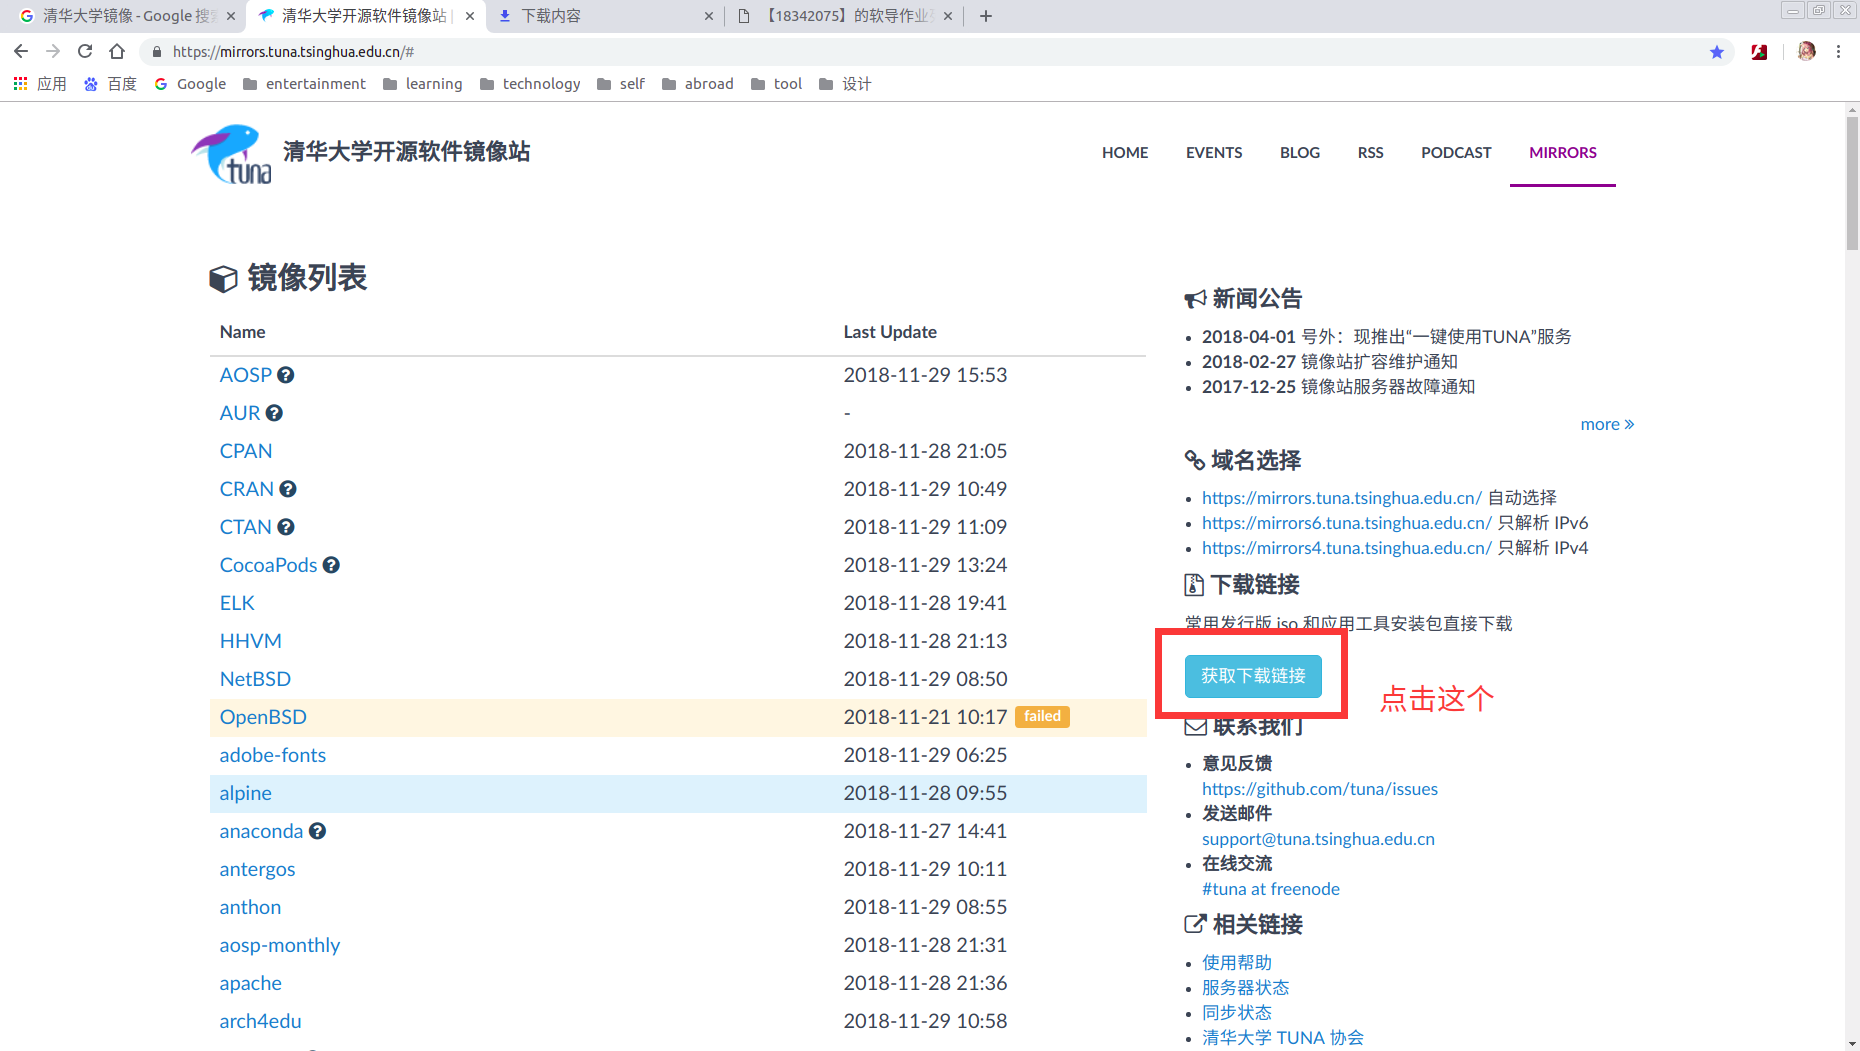 清华大学镜像 - Google 搜
清华大学开源软件镜像站 |
下载内容
【18342075】的软导作业
https://mirrors.tuna.tsinghua.edu.cn/#
应用 百度 Google entertainment learning technology self abroad tool 设计
tuna
清华大学开源软件镜像站
HOME EVENTS BLOG RSS PODCAST MIRRORS
镜像列表
Name Last Update
AOSP 2018-11-29 15:53
AUR -
CPAN 2018-11-28 21:05
CRAN 2018-11-29 10:49
CTAN 2018-11-29 11:09
CocoaPods 2018-11-29 13:24
ELK 2018-11-28 19:41
HHVM 2018-11-28 21:13
NetBSD 2018-11-29 08:50
OpenBSD 2018-11-21 10:17 failed
adobe-fonts 2018-11-29 06:25
alpine 2018-11-28 09:55
anaconda 2018-11-27 14:41
antergos 2018-11-29 10:11
anthon 2018-11-29 08:55
aosp-monthly 2018-11-28 21:31
apache 2018-11-28 21:36
arch4edu 2018-11-29 10:58
新闻公告
2018-04-01 号外：现推出“一键使用TUNA”服务
2018-02-27 镜像站扩容维护通知
2017-12-25 镜像站服务器故障通知
more »
域名选择
https://mirrors.tuna.tsinghua.edu.cn/ 自动选择
https://mirrors6.tuna.tsinghua.edu.cn/ 只解析 IPv6
https://mirrors4.tuna.tsinghua.edu.cn/ 只解析 IPv4
下载链接
常用发行版 iso 和应用工具安装包直接下载
获取下载链接
点击这个
联系我们
意见反馈
https://github.com/tuna/issues
发送邮件
support@tuna.tsinghua.edu.cn
在线交流
#tuna at freenode
相关链接
使用帮助
服务器状态
同步状态
清华大学 TUNA 协会